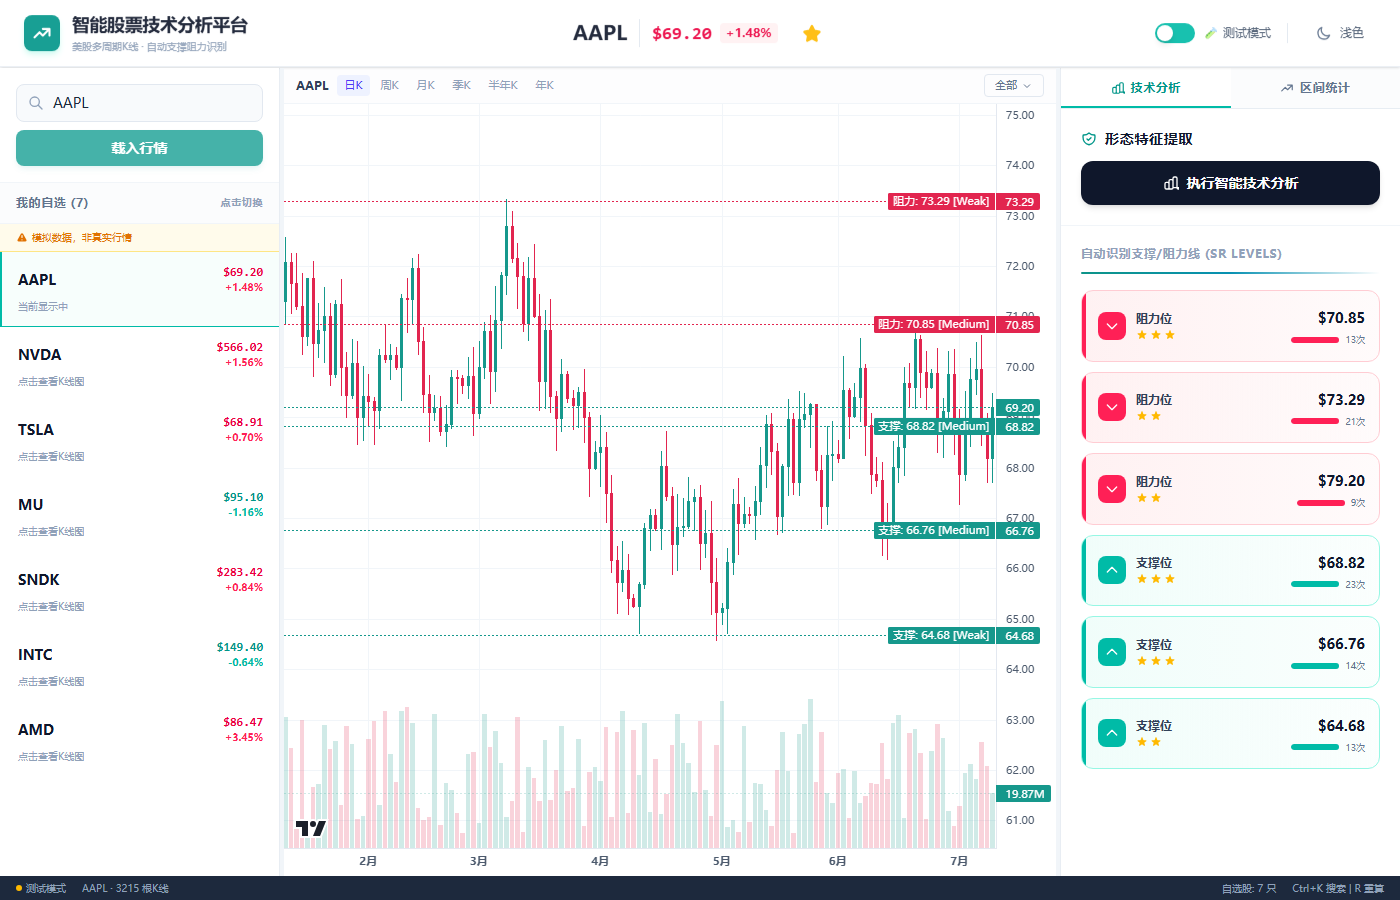 智能股票技术分析平台
美股多周期K线 · 自动支撑阻力识别
AAPL
$69.20
+1.48%
测试模式
浅色
AAPL
载入行情
我的自选 (7)
点击切换
模拟数据，非真实行情
AAPL
$69.20
+1.48%
当前显示中
NVDA
$566.02
+1.56%
点击查看K线图
TSLA
$68.91
+0.70%
点击查看K线图
MU
$95.10
-1.16%
点击查看K线图
SNDK
$283.42
+0.84%
点击查看K线图
INTC
$149.40
-0.64%
点击查看K线图
AMD
$86.47
+3.45%
点击查看K线图
AAPL 日K 周K 月K 季K 半年K 年K
全部
75.00
74.00
阻力: 73.29 [Weak] 73.29
73.00
72.00
71.00
阻力: 70.85 [Medium] 70.85
70.00
69.20
支撑: 68.82 [Medium] 68.82
68.00
67.00
支撑: 66.76 [Medium] 66.76
66.00
65.00
支撑: 64.68 [Weak] 64.68
64.00
63.00
62.00
19.87M
61.00
2月 3月 4月 5月 6月 7月
技术分析
区间统计
形态特征提取
执行智能技术分析
自动识别支撑/阻力线 (SR LEVELS)
阻力位
$70.85
13次
阻力位
$73.29
21次
阻力位
$79.20
9次
支撑位
$68.82
23次
支撑位
$66.76
14次
支撑位
$64.68
13次
测试模式
AAPL · 3215 根K线
自选股: 7 只
Ctrl+K 搜索 | R 重算